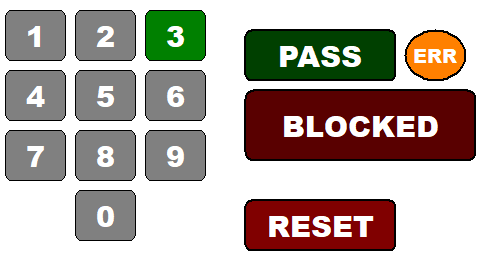 1 2 3
4 5 6
7 8 9
0
PASS
ERR
BLOCKED
RESET